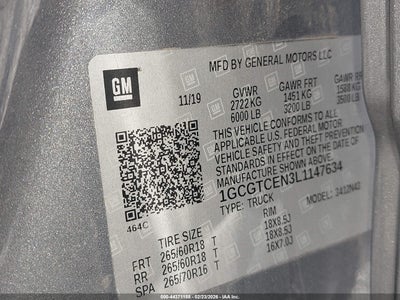 GM
MFD BY GENERAL MOTORS LLC
11/19
GVWR GAWR FRT GAWR RR
2722KG 1451 KG 1588 KG
6000 LB 3200 LB 3500 LB
THIS VEHICLE CONFORMS TO ALL
APPLICABLE U.S. FEDERAL MOTOR
VEHICLE SAFETY AND THEFT PREVENTION
STANDARDS IN EFFECT ON THE DATE OF
MANUFACTURE SHOWN ABOVE.
1GCGTCEN3L1147634
TYPE: TRUCK MODEL: 2412N43
464C
TIRE SIZE RIM
FRT 265/60R18 T 18X8.5J
RR 265/60R18 T 18X8.5J
SPA 265/70R16 T 16X7.0J